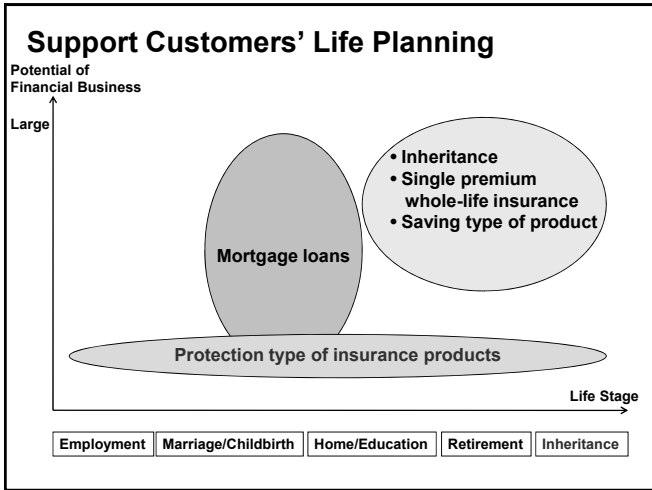 Support Customers' Life Planning
Potential of
Financial Business
Large
• Inheritance
• Single premium
whole-life insurance
• Saving type of product
Mortgage loans
Protection type of insurance products
Life Stage
Employment
Marriage/Childbirth
Home/Education
Retirement
Inheritance